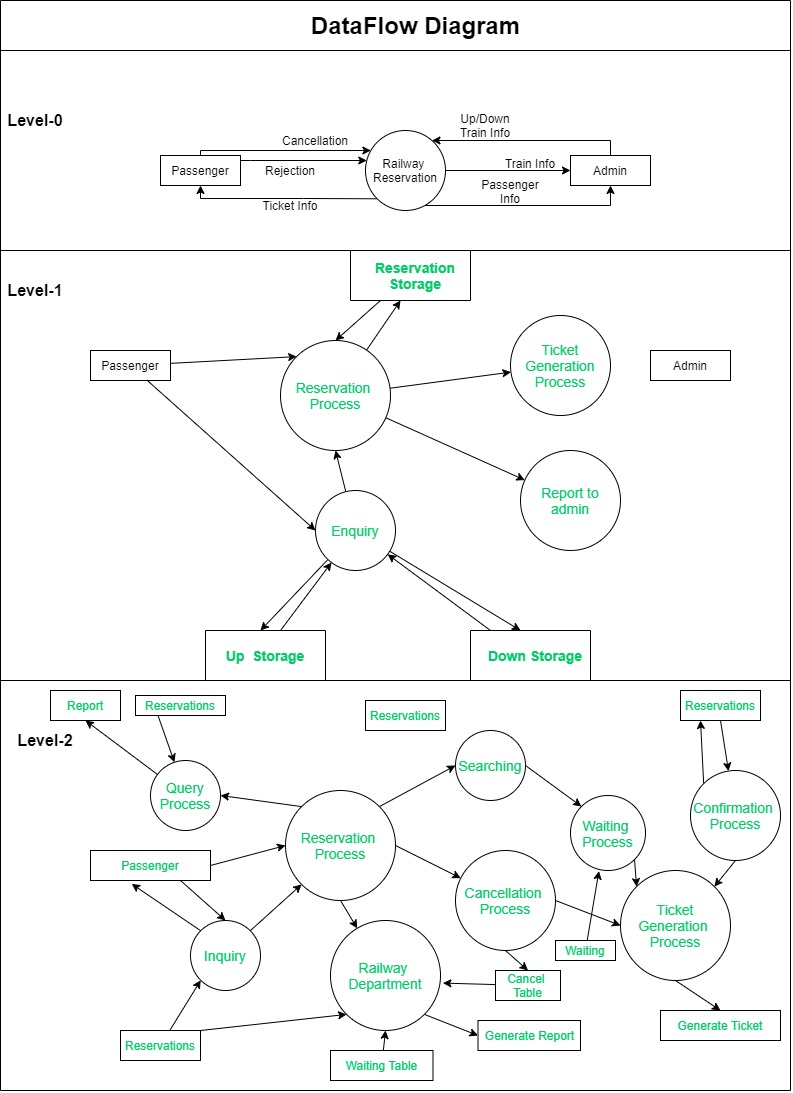 DataFlow Diagram
Level-0
Up/Down
Train Info
Cancellation
Passenger
Railway
Reservation
Train Info
Admin
Rejection
Passenger
Info
Ticket Info
Level-1
Reservation
Storage
Passenger
Reservation
Process
Ticket
Generation
Process
Admin
Report to
admin
Enquiry
Up  Storage
Down Storage
Level-2
Report
Reservations
Reservations
Reservations
Query
Process
Searching
Confirmation
Process
Waiting
Process
Reservation
Process
Passenger
Cancellation
Process
Ticket
Generation
Process
Inquiry
Waiting
Railway
Department
Cancel
Table
Reservations
Generate Report
Generate Ticket
Waiting Table